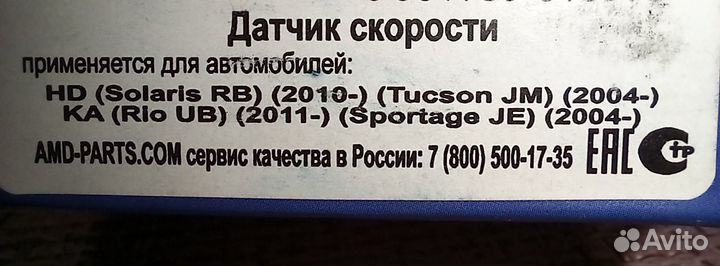 Датчик скорости
применяется для автомобилей:
HD (Solaris RB) (2010-) (Tucson JM) (2004-)
KA (Rio UB) (2011-) (Sportage JE) (2004-)
AMD-PARTS.COM сервис качества в России: 7 (800) 500-17-35 EAC
Avito